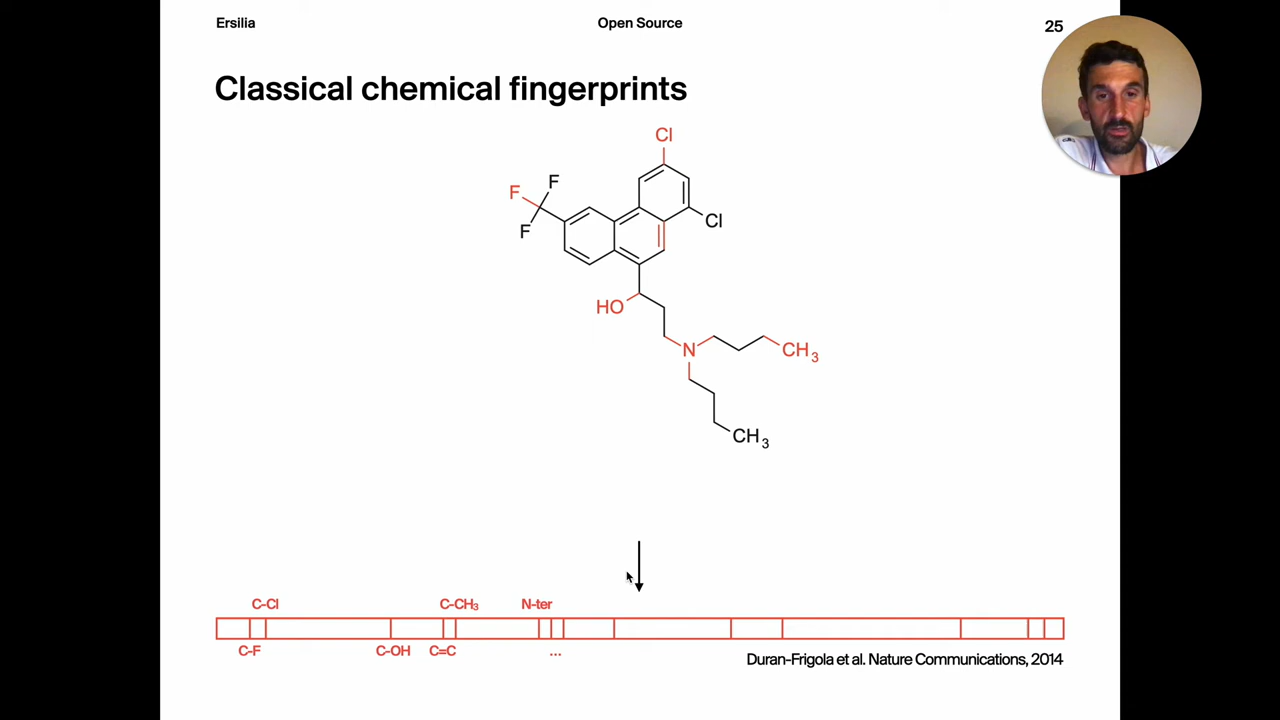 Ersilia
Open Source
25
Classical chemical fingerprints
Cl
F
F
F
Cl
HO
N
CH₃
CH₃
C-Cl
C-CH₃
N-ter
C-F
C-OH
C=C
...
Duran-Frigola et al. Nature Communications, 2014